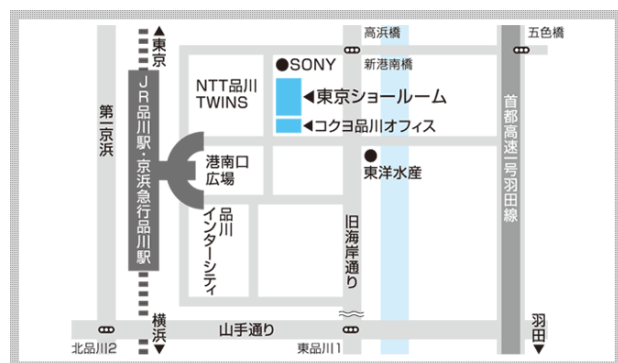 ▲東京
高浜橋
五色橋
●SONY
新港南橋
NTT品川
TWINS
◀東京ショールーム
◀コクヨ品川オフィス
第一京浜
JR品川駅・京浜急行品川駅
首都高速一号羽田線
港南口
広場
●
東洋水産
品川
インターシティ
旧海岸通り
横浜▼
山手通り
羽田▼
北品川2
東品川1